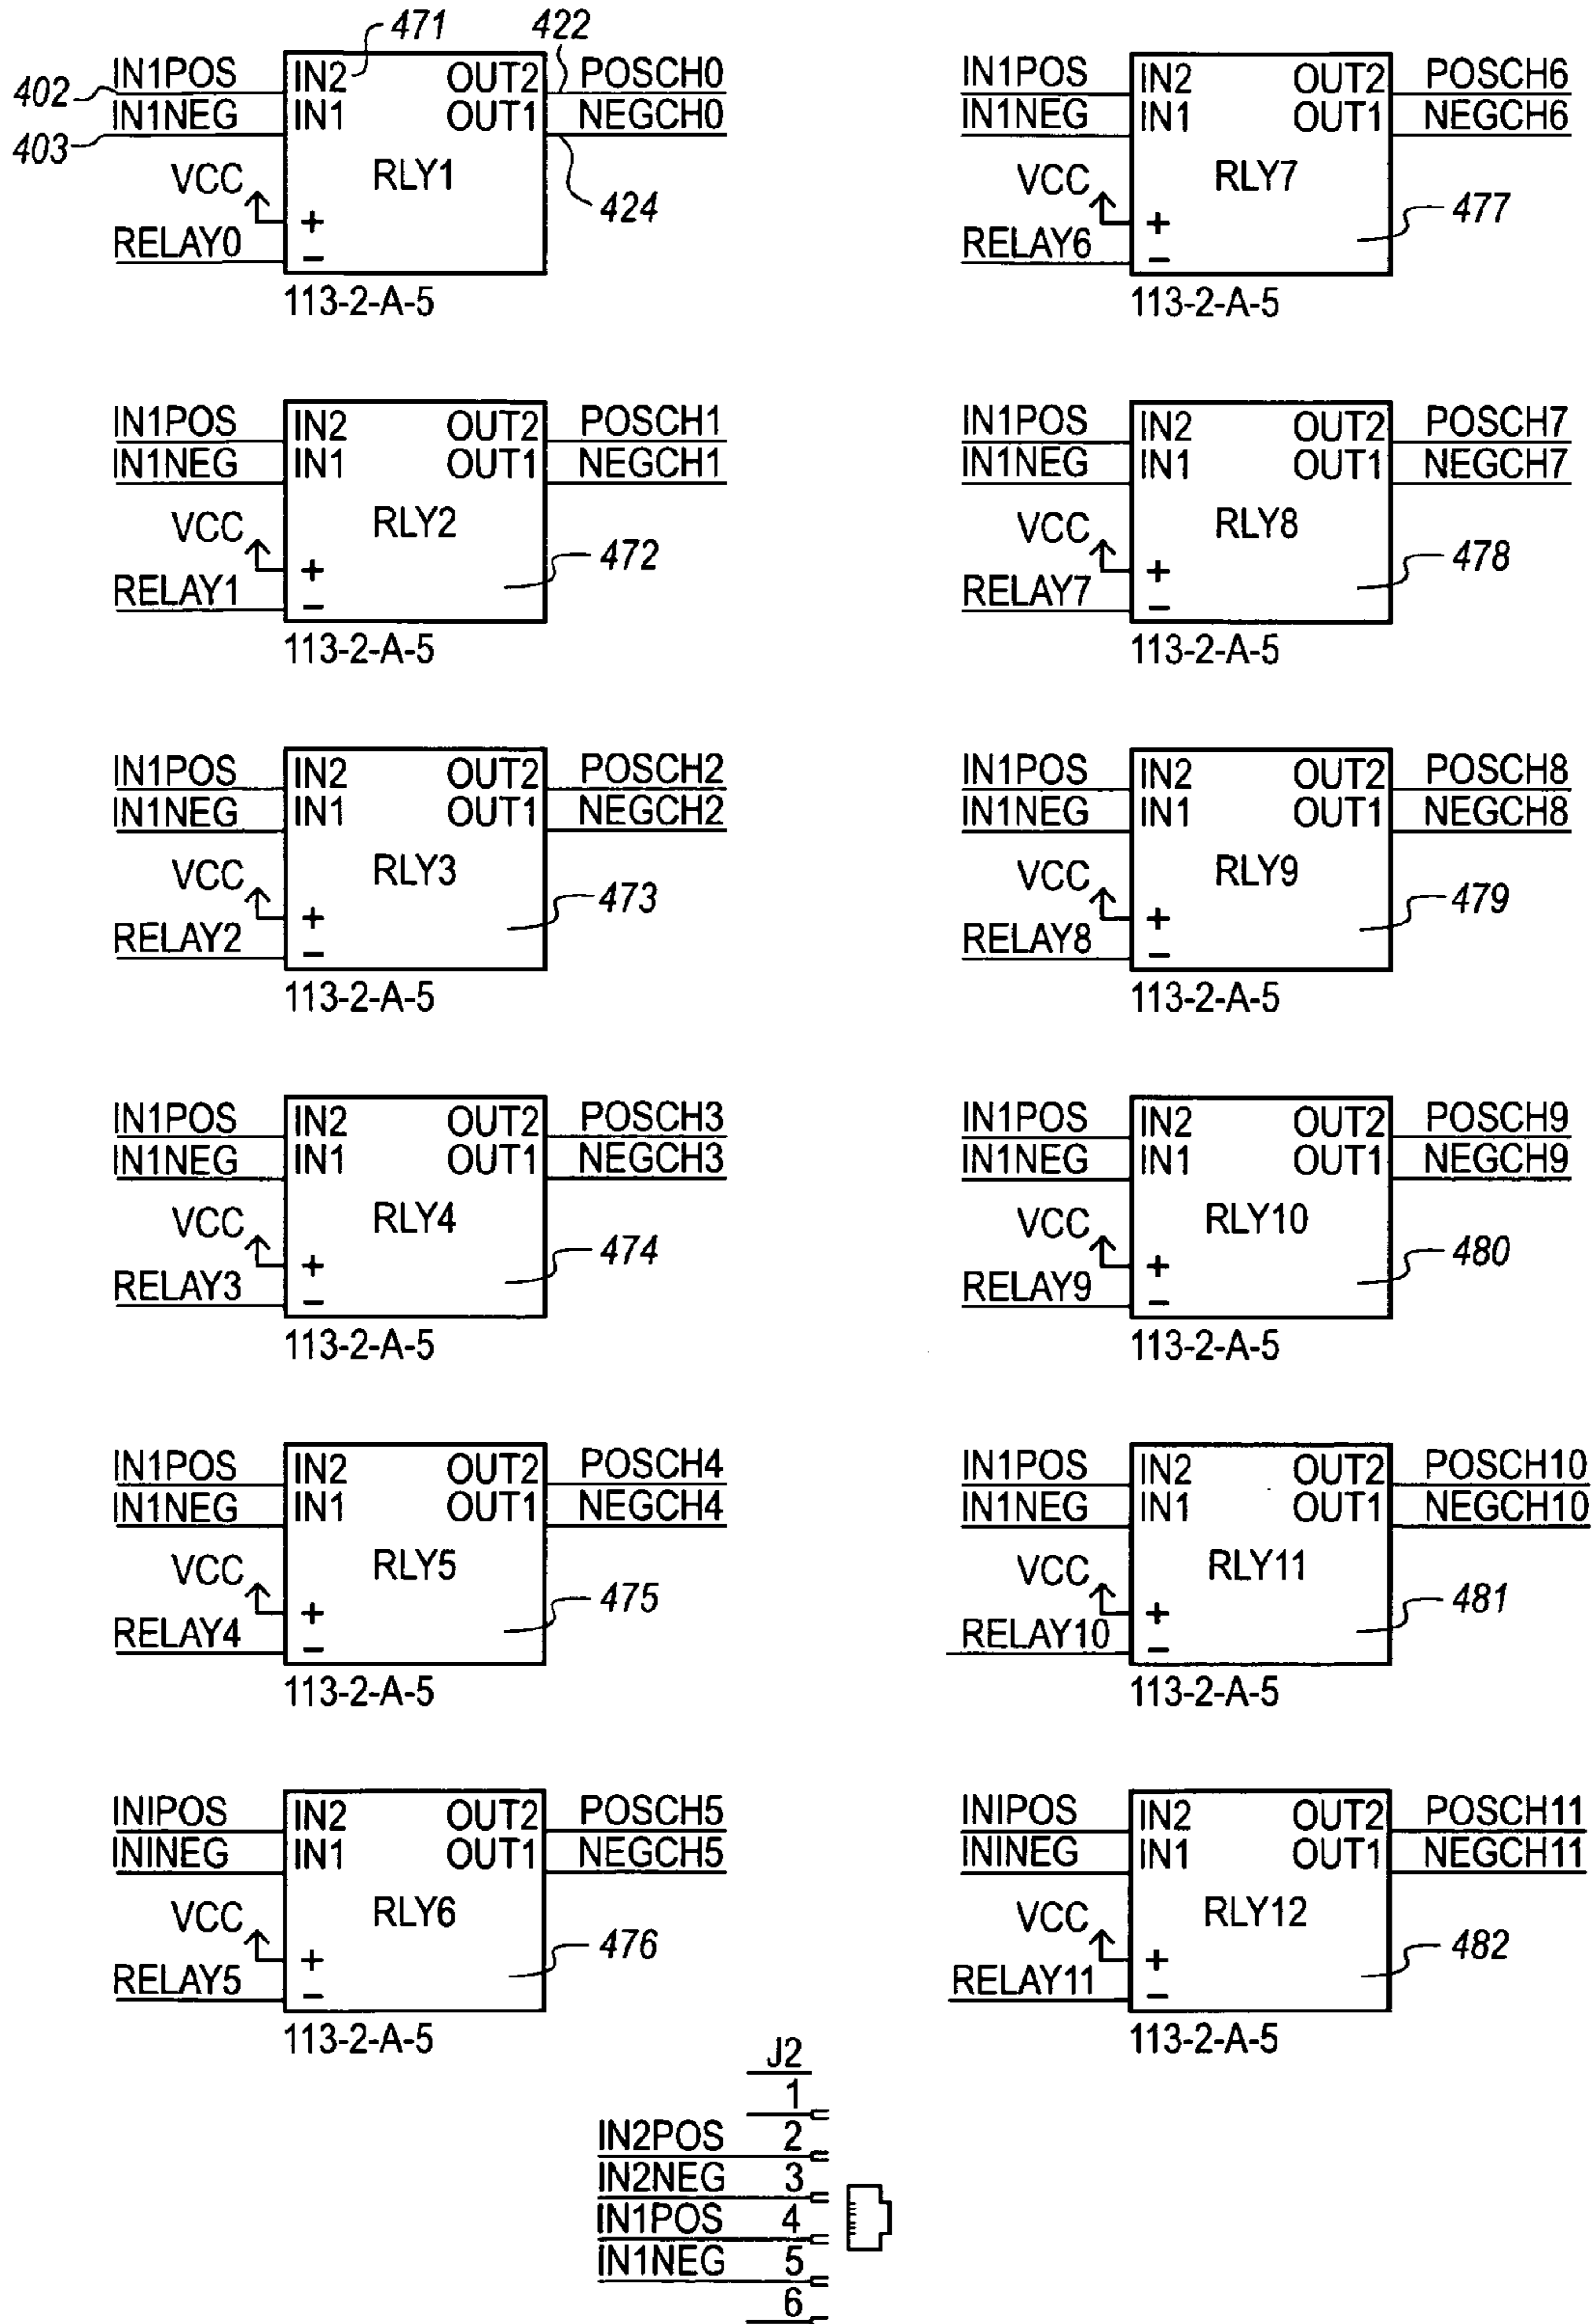 471 422
402 IN1POS IN2 OUT2 POSCH0
403 IN1NEG IN1 OUT1 NEGCH0
VCC RLY1 424
+
RELAY0 −
113-2-A-5
IN1POS IN2 OUT2 POSCH1
IN1NEG IN1 OUT1 NEGCH1
VCC RLY2 472
+
RELAY1 −
113-2-A-5
IN1POS IN2 OUT2 POSCH2
IN1NEG IN1 OUT1 NEGCH2
VCC RLY3 473
+
RELAY2 −
113-2-A-5
IN1POS IN2 OUT2 POSCH3
IN1NEG IN1 OUT1 NEGCH3
VCC RLY4 474
+
RELAY3 −
113-2-A-5
IN1POS IN2 OUT2 POSCH4
IN1NEG IN1 OUT1 NEGCH4
VCC RLY5 475
+
RELAY4 −
113-2-A-5
INIPOS IN2 OUT2 POSCH5
ININEG IN1 OUT1 NEGCH5
VCC RLY6 476
+
RELAY5 −
113-2-A-5
IN1POS IN2 OUT2 POSCH6
IN1NEG IN1 OUT1 NEGCH6
VCC RLY7 477
+
RELAY6 −
113-2-A-5
IN1POS IN2 OUT2 POSCH7
IN1NEG IN1 OUT1 NEGCH7
VCC RLY8 478
+
RELAY7 −
113-2-A-5
IN1POS IN2 OUT2 POSCH8
IN1NEG IN1 OUT1 NEGCH8
VCC RLY9 479
+
RELAY8 −
113-2-A-5
IN1POS IN2 OUT2 POSCH9
IN1NEG IN1 OUT1 NEGCH9
VCC RLY10 480
+
RELAY9 −
113-2-A-5
IN1POS IN2 OUT2 POSCH10
IN1NEG IN1 OUT1 NEGCH10
VCC RLY11 481
+
RELAY10 −
113-2-A-5
INIPOS IN2 OUT2 POSCH11
ININEG IN1 OUT1 NEGCH11
VCC RLY12 482
+
RELAY11 −
113-2-A-5
J2
1
IN2POS 2
IN2NEG 3
IN1POS 4
IN1NEG 5
6